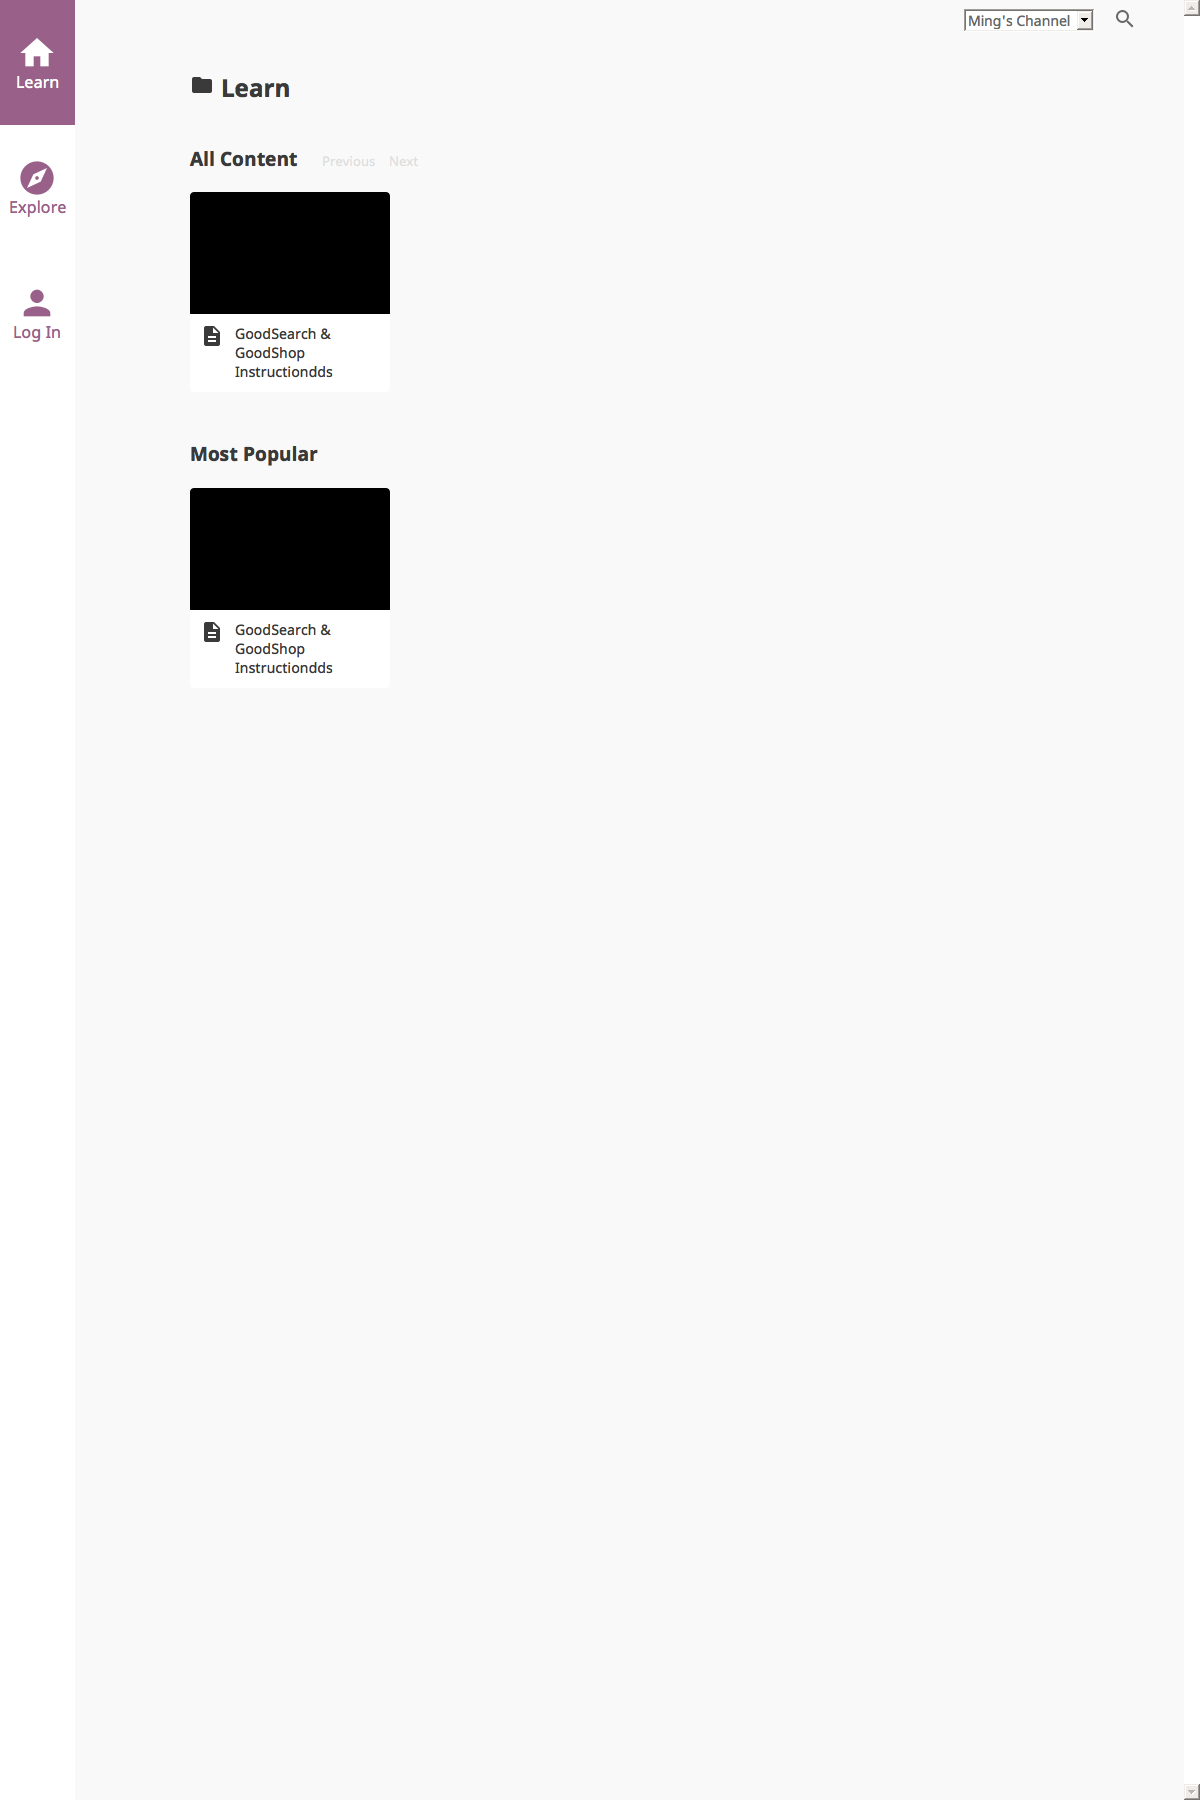 Learn
Explore
Log In
Ming's Channel
Learn
All Content Previous Next
GoodSearch &
GoodShop
Instructiondds
Most Popular
GoodSearch &
GoodShop
Instructiondds